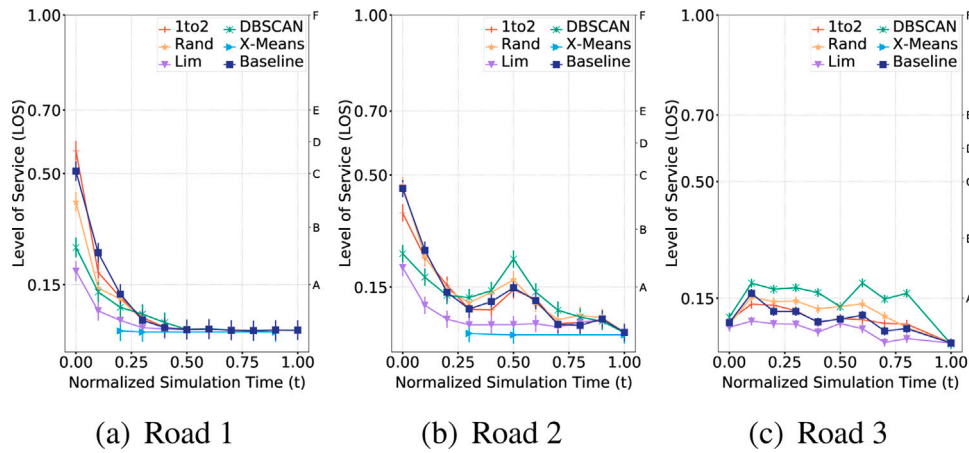 1.00
0.70
0.50
0.15
Level of Service (LOS)
1to2 DBSCAN
Rand X-Means
Lim Baseline
F
E
D
C
B
A
0.00 0.25 0.50 0.75 1.00
Normalized Simulation Time (t)
(a) Road 1
1.00
0.70
0.50
0.15
Level of Service (LOS)
1to2 DBSCAN
Rand X-Means
Lim Baseline
F
E
D
C
B
A
0.00 0.25 0.50 0.75 1.00
Normalized Simulation Time (t)
(b) Road 2
1.00
0.70
0.50
0.15
Level of Service (LOS)
1to2 DBSCAN
Rand X-Means
Lim Baseline
F
E
D
C
B
A
0.00 0.25 0.50 0.75 1.00
Normalized Simulation Time (t)
(c) Road 3